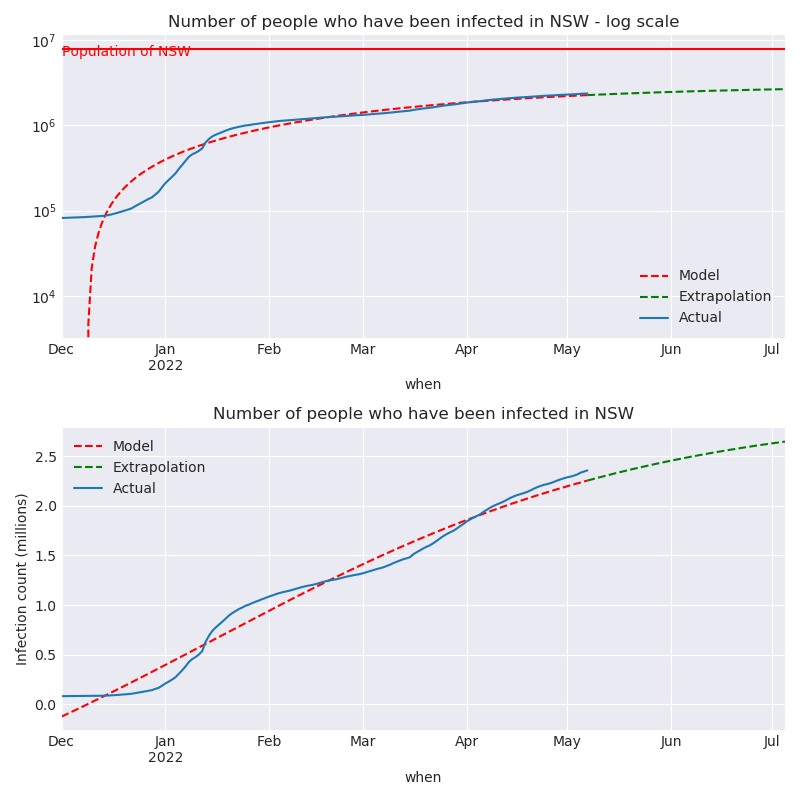 Number of people who have been infected in NSW - log scale
10^7
Population of NSW
10^6
10^5
10^4
Model
Extrapolation
Actual
Dec Jan Feb Mar Apr May Jun Jul
2022
when
Number of people who have been infected in NSW
Model
Extrapolation
Actual
Infection count (millions)
2.5
2.0
1.5
1.0
0.5
0.0
Dec Jan Feb Mar Apr May Jun Jul
2022
when